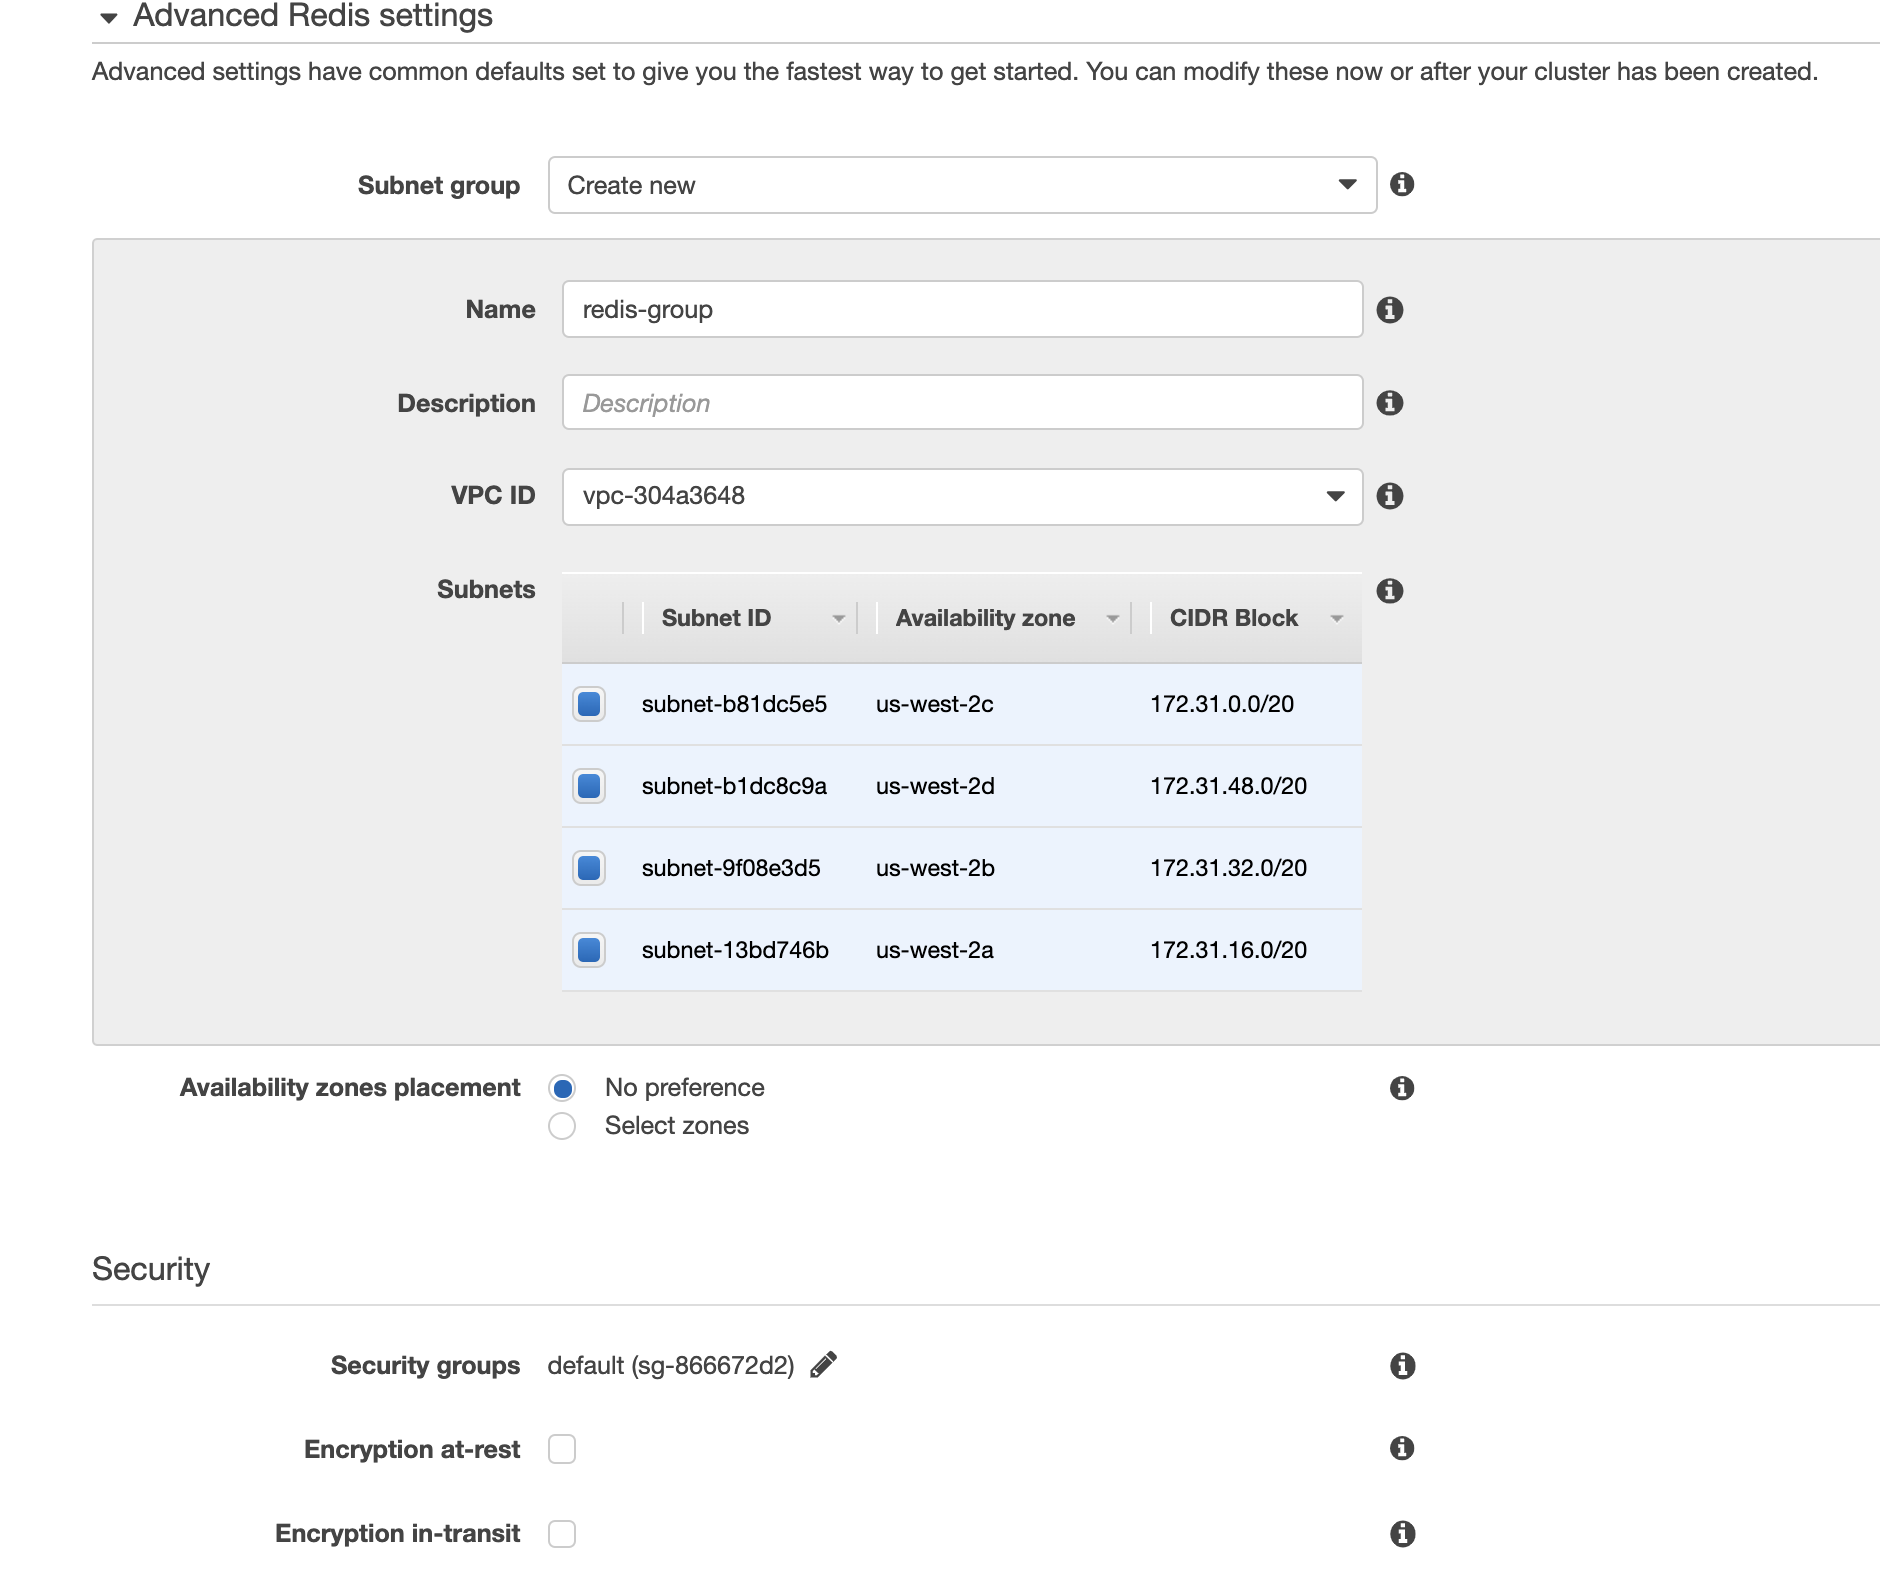 Advanced Redis settings
Advanced settings have common defaults set to give you the fastest way to get started. You can modify these now or after your cluster has been created.
Subnet group Create new
Name redis-group
Description Description
VPC ID vpc-304a3648
Subnets
Subnet ID Availability zone CIDR Block
subnet-b81dc5e5 us-west-2c 172.31.0.0/20
subnet-b1dc8c9a us-west-2d 172.31.48.0/20
subnet-9f08e3d5 us-west-2b 172.31.32.0/20
subnet-13bd746b us-west-2a 172.31.16.0/20
Availability zones placement No preference
Select zones
Security
Security groups default (sg-866672d2)
Encryption at-rest
Encryption in-transit